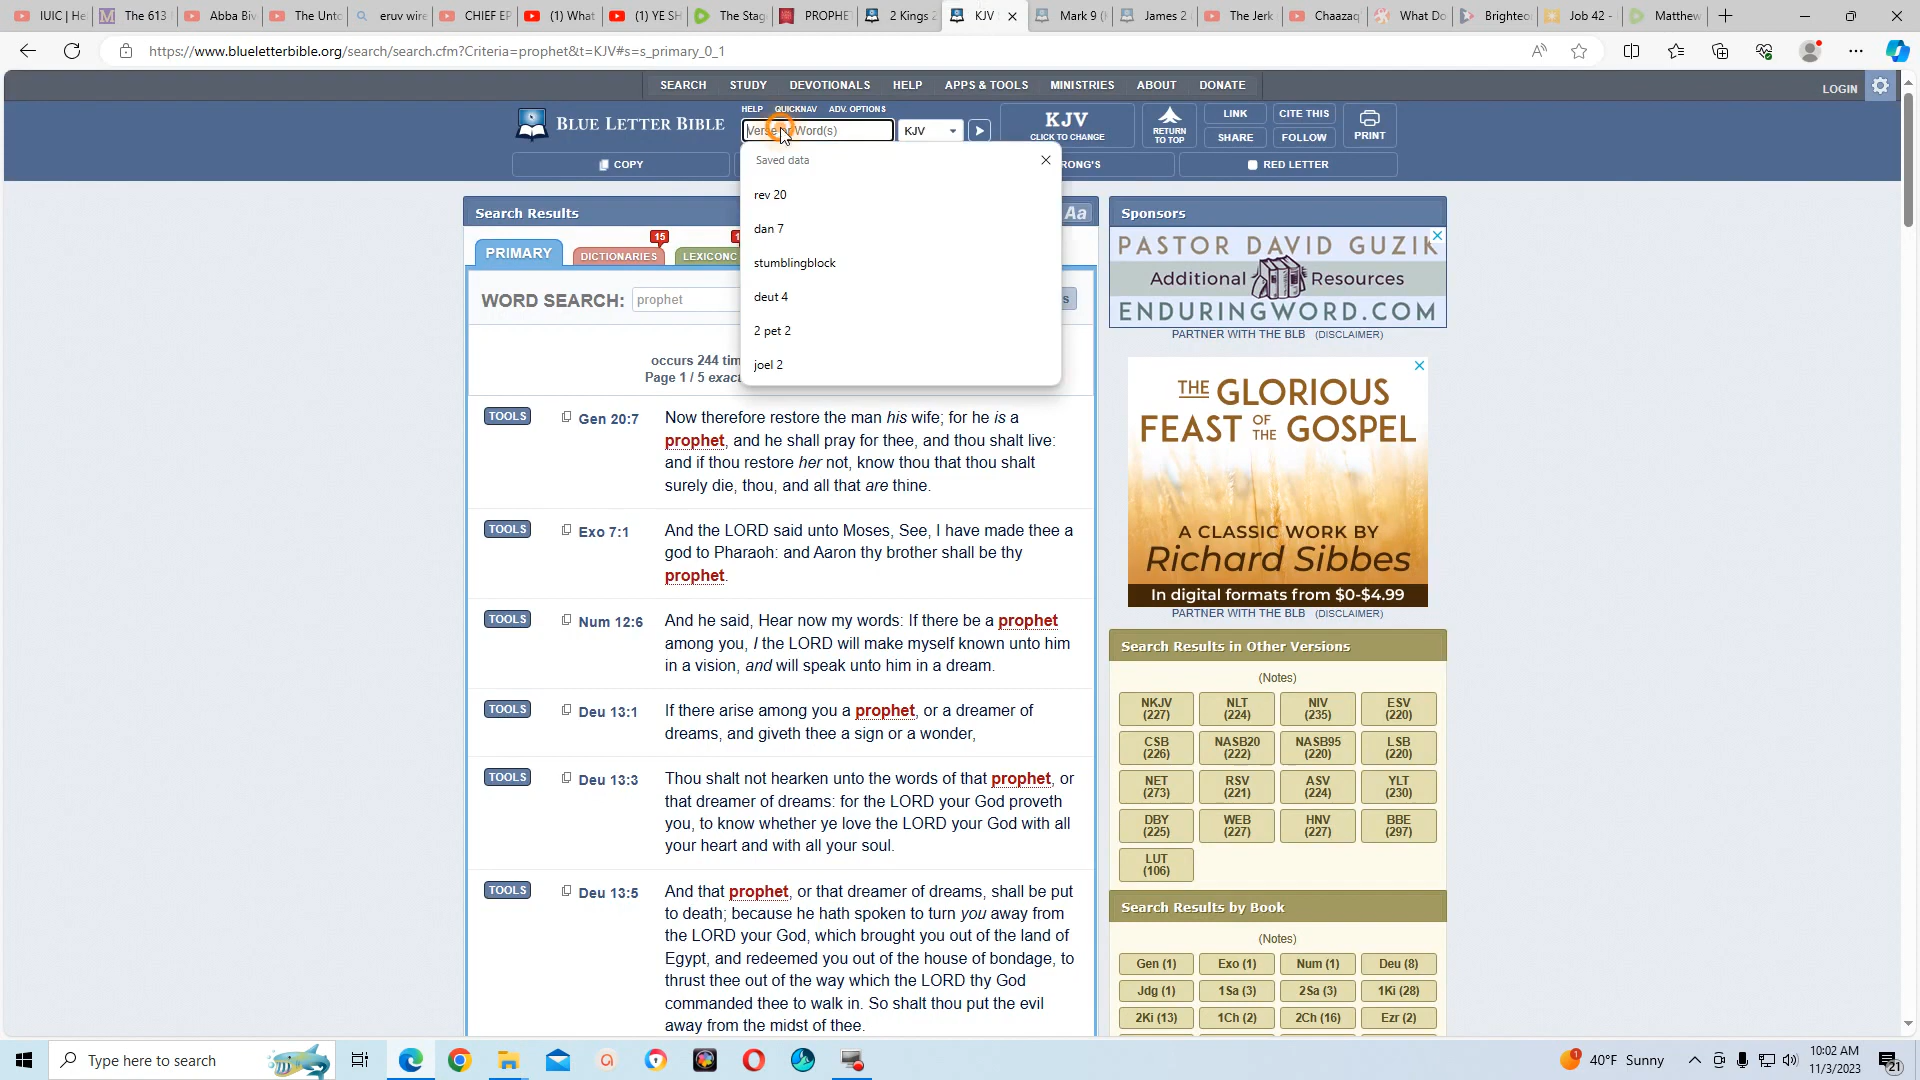 IUIC | He
The 613
Abba Biv
The Unto
eruv wire
CHIEF EP
(1) What
(1) YE SH
The Stag
PROPHE
2 Kings 2
KJV
Mark 9 (
James 2 (
The Jerk
Chaazaq
What Do
Brighteo
Job 42 -
Matthew
https://www.blueletterbible.org/search/search.cfm?Criteria=prophet&t=KJV#s=s_primary_0_1
SEARCH STUDY DEVOTIONALS HELP APPS & TOOLS MINISTRIES ABOUT DONATE
LOGIN
BLUE LETTER BIBLE
HELP QUICKNAV ADV. OPTIONS
Verse or Word(s)
KJV
KJV
CLICK TO CHANGE
RETURN
TO TOP
LINK
CITE THIS
SHARE
FOLLOW
PRINT
COPY
RONG'S
RED LETTER
Saved data
rev 20
dan 7
stumblingblock
deut 4
2 pet 2
joel 2
Search Results
Aa
PRIMARY
DICTIONARIES
15
LEXICONC
1
WORD SEARCH:
prophet
s
occurs 244 tim
Page 1 / 5 exac
TOOLS
Gen 20:7
Now therefore restore the man his wife; for he is a
prophet, and he shall pray for thee, and thou shalt live:
and if thou restore her not, know thou that thou shalt
surely die, thou, and all that are thine.
TOOLS
Exo 7:1
And the LORD said unto Moses, See, I have made thee a
god to Pharaoh: and Aaron thy brother shall be thy
prophet.
TOOLS
Num 12:6
And he said, Hear now my words: If there be a prophet
among you, I the LORD will make myself known unto him
in a vision, and will speak unto him in a dream.
TOOLS
Deu 13:1
If there arise among you a prophet, or a dreamer of
dreams, and giveth thee a sign or a wonder,
TOOLS
Deu 13:3
Thou shalt not hearken unto the words of that prophet, or
that dreamer of dreams: for the LORD your God proveth
you, to know whether ye love the LORD your God with all
your heart and with all your soul.
TOOLS
Deu 13:5
And that prophet, or that dreamer of dreams, shall be put
to death; because he hath spoken to turn you away from
the LORD your God, which brought you out of the land of
Egypt, and redeemed you out of the house of bondage, to
thrust thee out of the way which the LORD thy God
commanded thee to walk in. So shalt thou put the evil
away from the midst of thee.
Sponsors
PASTOR DAVID GUZIK
Additional Resources
ENDURINGWORD.COM
PARTNER WITH THE BLB (DISCLAIMER)
THE GLORIOUS
FEAST OF THE GOSPEL
A CLASSIC WORK BY
Richard Sibbes
In digital formats from $0-$4.99
PARTNER WITH THE BLB (DISCLAIMER)
Search Results in Other Versions
(Notes)
NKJV NLT NIV ESV
(227) (224) (235) (220)
CSB NASB20 NASB95 LSB
(226) (222) (220) (220)
NET RSV ASV YLT
(273) (221) (224) (230)
DBY WEB HNV BBE
(225) (227) (227) (297)
LUT
(106)
Search Results by Book
(Notes)
Gen (1) Exo (1) Num (1) Deu (8)
Jdg (1) 1Sa (3) 2Sa (3) 1Ki (28)
2Ki (13) 1Ch (2) 2Ch (16) Ezr (2)
Type here to search
1
40°F Sunny
10:02 AM
11/3/2023
21